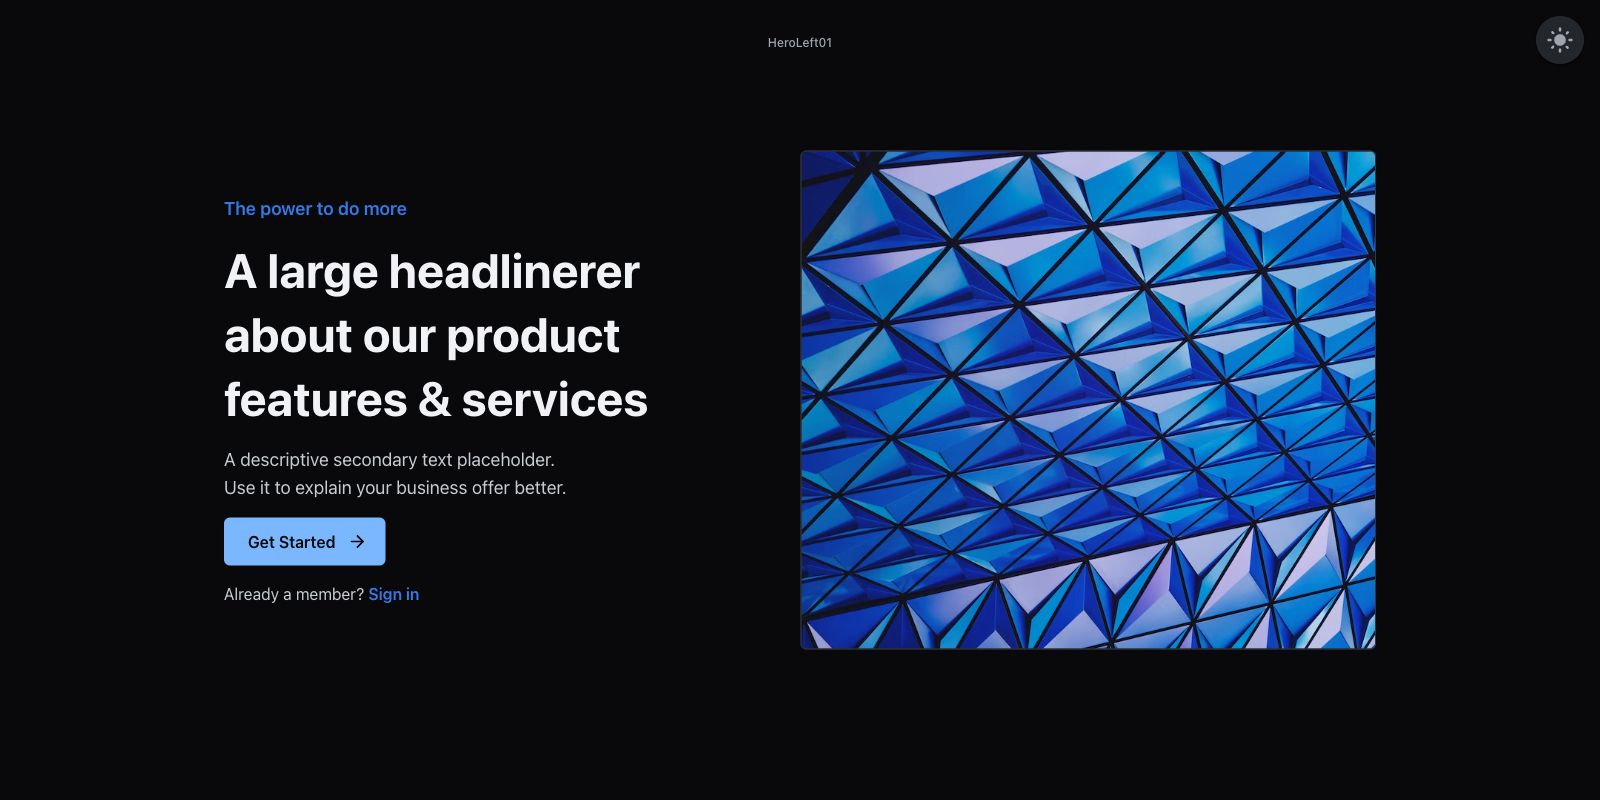 HeroLeft01
The power to do more
A large headlinerer
about our product
features & services
A descriptive secondary text placeholder.
Use it to explain your business offer better.
Get Started
Already a member? Sign in